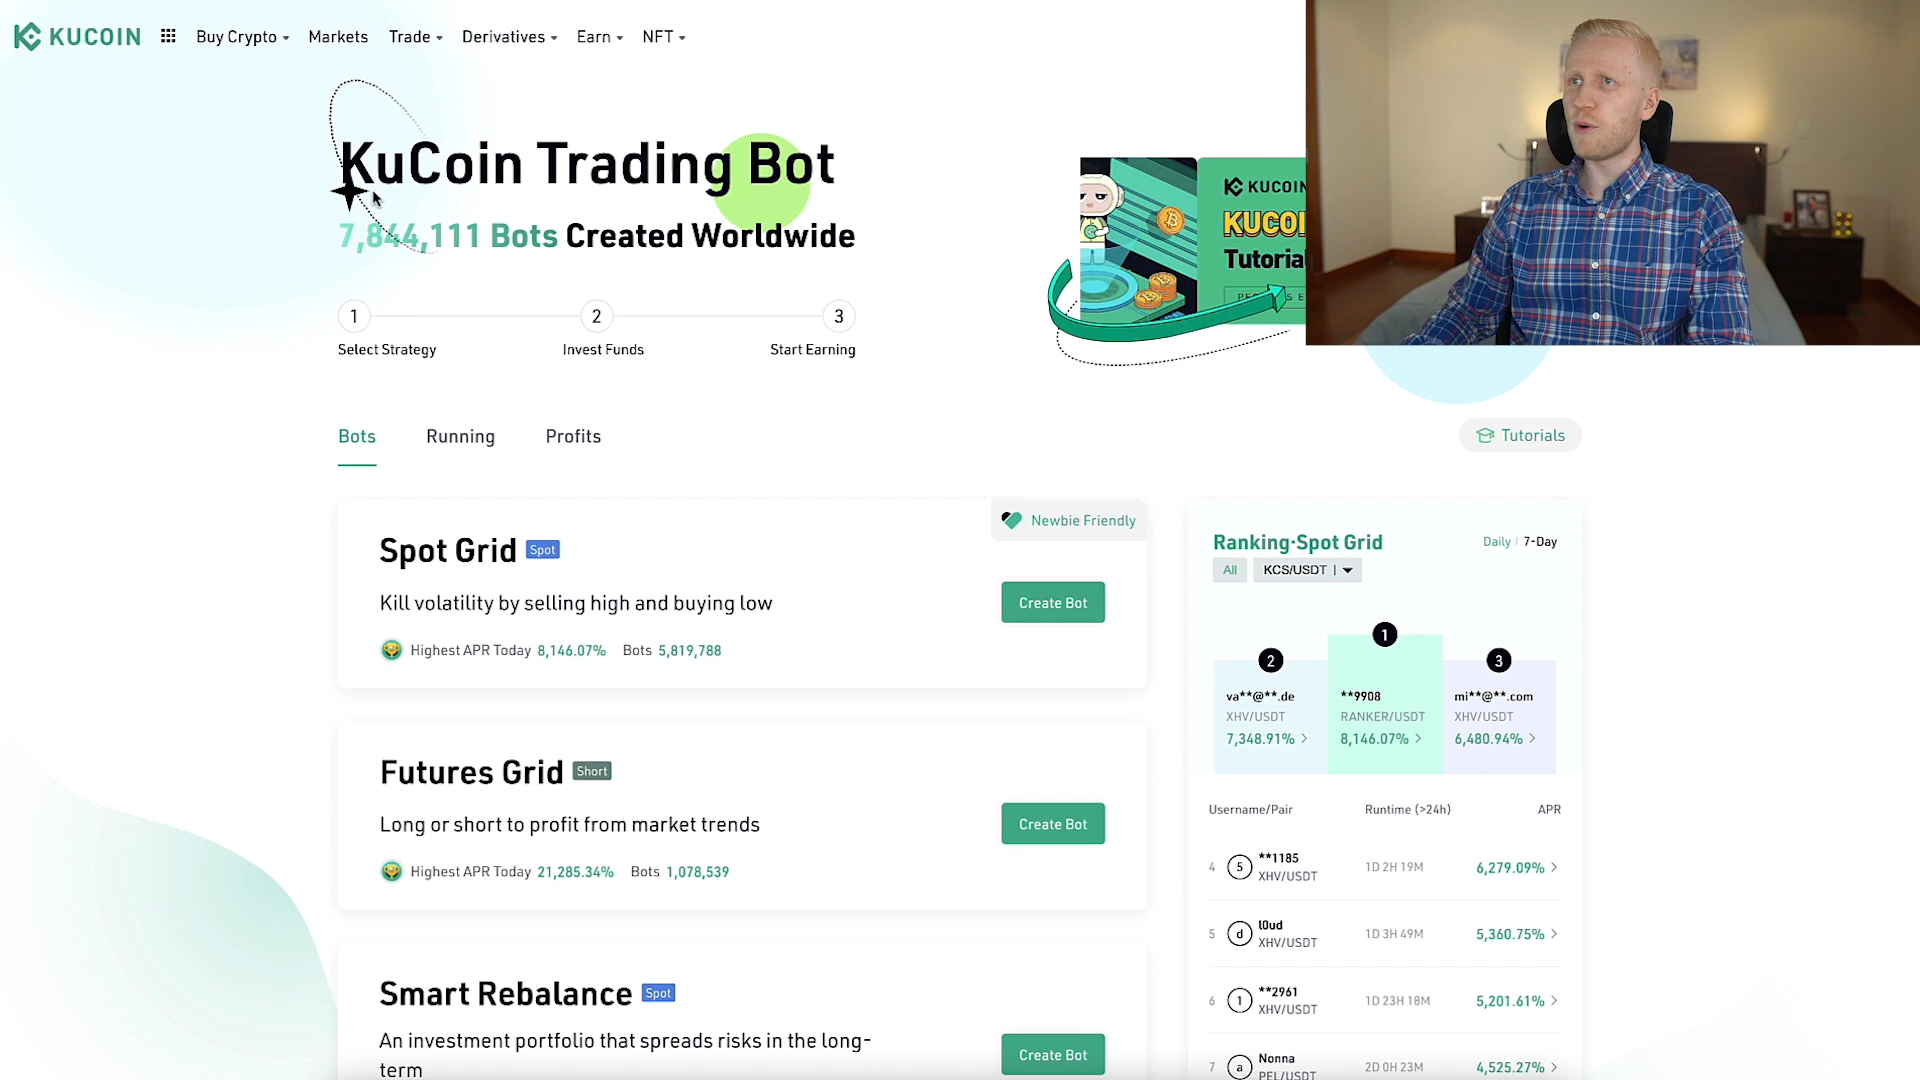 KUCOIN
Buy Crypto
Markets
Trade
Derivatives
Earn
NFT
KuCoin Trading Bot
7,844,111 Bots Created Worldwide
1
2
3
Select Strategy
Invest Funds
Start Earning
KUCOIN
KUCOI
Tutorial
Bots
Running
Profits
Tutorials
Newbie Friendly
Spot Grid Spot
Kill volatility by selling high and buying low
Create Bot
Highest APR Today 8,146.07% Bots 5,819,788
Futures Grid Short
Long or short to profit from market trends
Create Bot
Highest APR Today 21,285.34% Bots 1,078,539
Smart Rebalance Spot
An investment portfolio that spreads risks in the long-
term
Create Bot
Ranking·Spot Grid
Daily | 7-Day
All
KCS/USDT |
1
2
3
va**@**.de
XHV/USDT
7,348.91%
**9908
RANKER/USDT
8,146.07%
mi**@**.com
XHV/USDT
6,480.94%
Username/Pair Runtime (>24h) APR
4 5 **1185
XHV/USDT
1D 2H 19M
6,279.09%
5 d l0ud
XHV/USDT
1D 3H 49M
5,360.75%
6 1 **2961
XHV/USDT
1D 23H 18M
5,201.61%
7 a Nonna
PEL/USDT
2D 0H 23M
4,525.27%